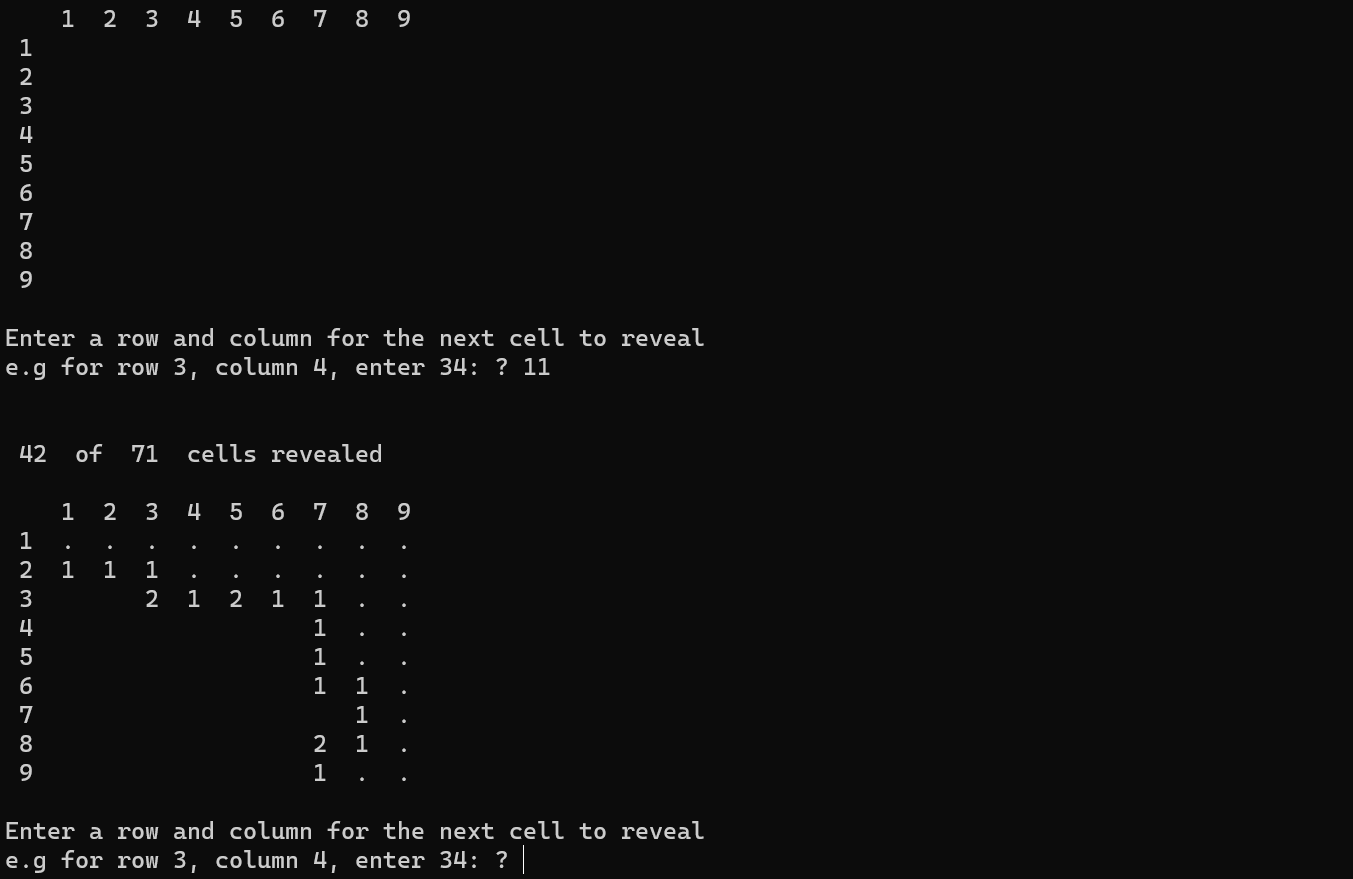 1  2  3  4  5  6  7  8  9
 1
 2
 3
 4
 5
 6
 7
 8
 9
Enter a row and column for the next cell to reveal
e.g for row 3, column 4, enter 34: ? 11
 42  of  71  cells revealed
    1  2  3  4  5  6  7  8  9
 1  .  .  .  .  .  .  .  .  .
 2  1  1  1  .  .  .  .  .  .
 3        2  1  2  1  1  .  .
 4                    1  .  .
 5                    1  .  .
 6                    1  1  .
 7                       1  .
 8                    2  1  .
 9                    1  .  .
Enter a row and column for the next cell to reveal
e.g for row 3, column 4, enter 34: ?